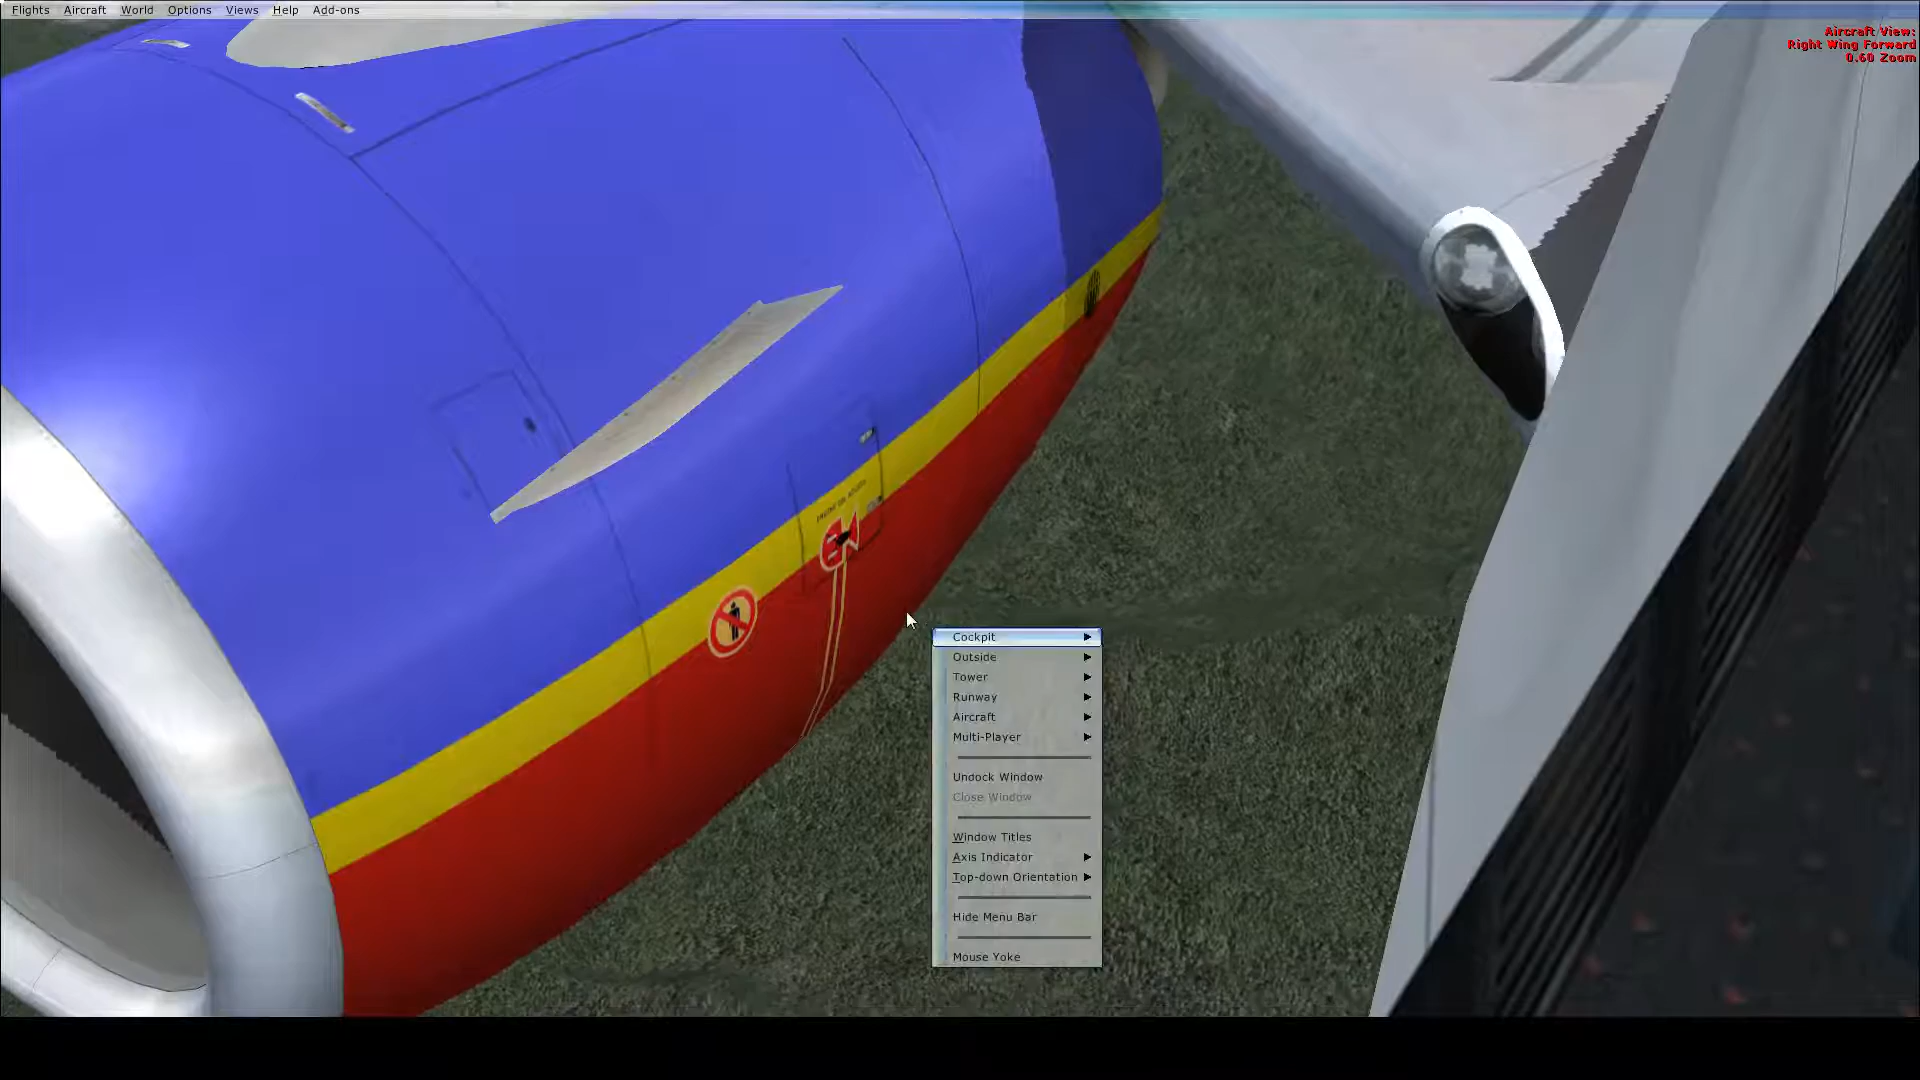 Flights Aircraft World Options Views Help Add-ons
Aircraft View:
Right Wing Forward
0.60 Zoom
Cockpit
Outside
Tower
Runway
Aircraft
Multi-Player
Undock Window
Close Window
Window Titles
Axis Indicator
Top-down Orientation
Hide Menu Bar
Mouse Yoke